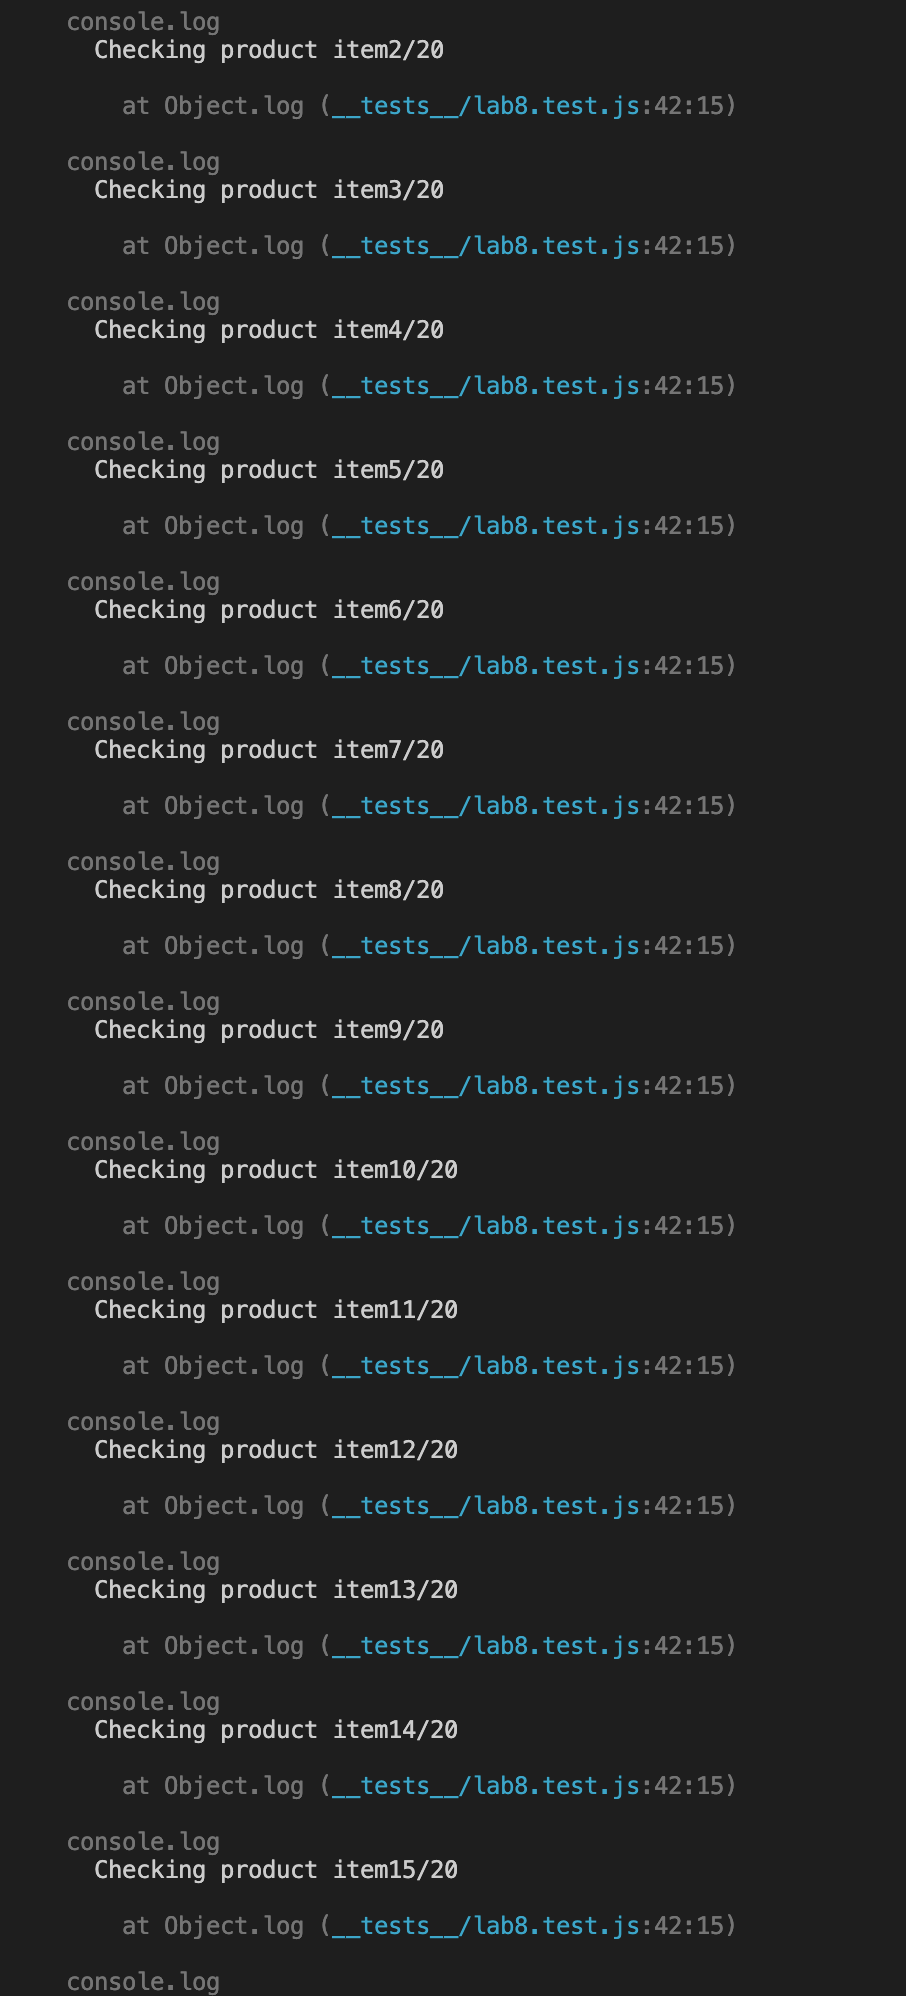 console.log
Checking product item2/20
at Object.log (__tests__/lab8.test.js:42:15)
console.log
Checking product item3/20
at Object.log (__tests__/lab8.test.js:42:15)
console.log
Checking product item4/20
at Object.log (__tests__/lab8.test.js:42:15)
console.log
Checking product item5/20
at Object.log (__tests__/lab8.test.js:42:15)
console.log
Checking product item6/20
at Object.log (__tests__/lab8.test.js:42:15)
console.log
Checking product item7/20
at Object.log (__tests__/lab8.test.js:42:15)
console.log
Checking product item8/20
at Object.log (__tests__/lab8.test.js:42:15)
console.log
Checking product item9/20
at Object.log (__tests__/lab8.test.js:42:15)
console.log
Checking product item10/20
at Object.log (__tests__/lab8.test.js:42:15)
console.log
Checking product item11/20
at Object.log (__tests__/lab8.test.js:42:15)
console.log
Checking product item12/20
at Object.log (__tests__/lab8.test.js:42:15)
console.log
Checking product item13/20
at Object.log (__tests__/lab8.test.js:42:15)
console.log
Checking product item14/20
at Object.log (__tests__/lab8.test.js:42:15)
console.log
Checking product item15/20
at Object.log (__tests__/lab8.test.js:42:15)
console.log